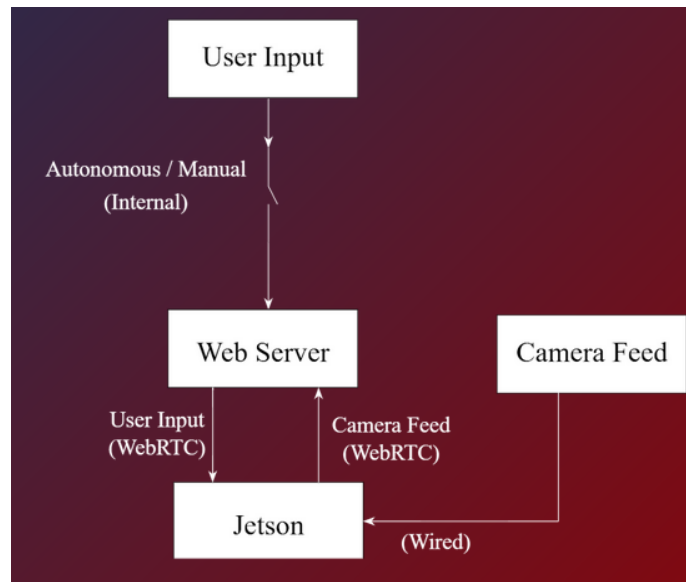 User Input
Autonomous / Manual
(Internal)
Web Server
Camera Feed
User Input
(WebRTC)
Camera Feed
(WebRTC)
Jetson
(Wired)